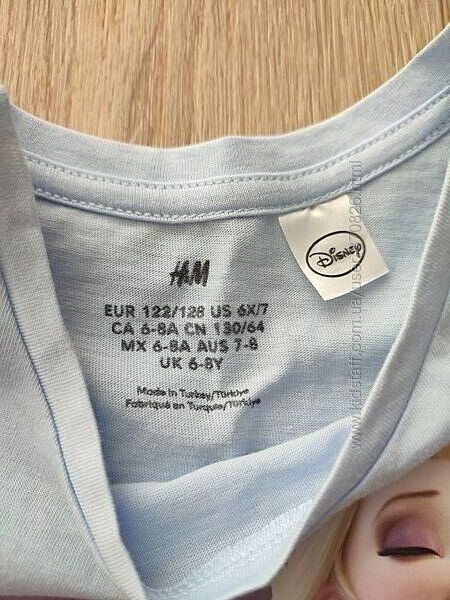 H&M
EUR 122/128 US 6X/7
CA 6-8A CN 130/64
MX 6-8A AUS 7-8
UK 6-8Y
Made in Turkey/Türkiye
Fabriqué en Turquie/Türkiye
Disney